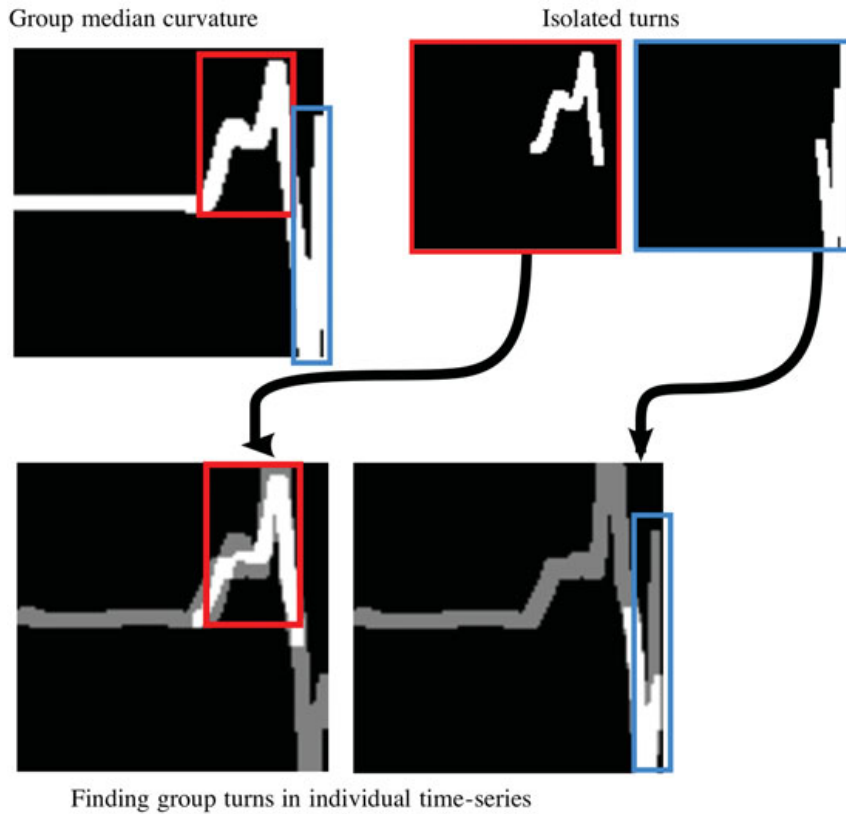 Group median curvature
Isolated turns
Finding group turns in individual time-series